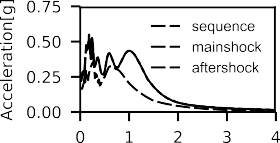 Acceleration[g]
0.75
0.50
0.25
0.00
sequence
mainshock
aftershock
0 1 2 3 4